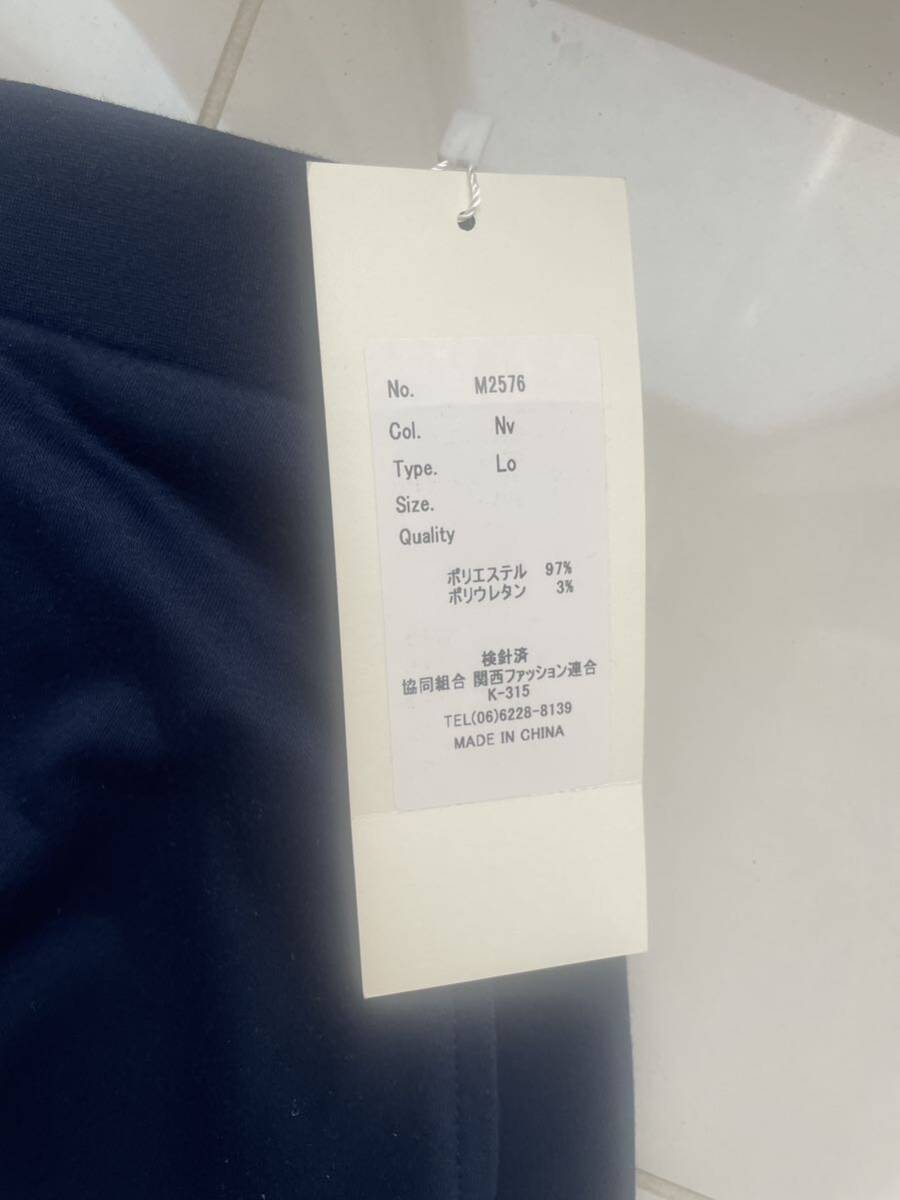 No. M2576
Col. Nv
Type. Lo
Size.
Quality
ポリエステル 97%
ポリウレタン 3%
検針済
協同組合 関西ファッション連合
K-315
TEL(06)6228-8139
MADE IN CHINA